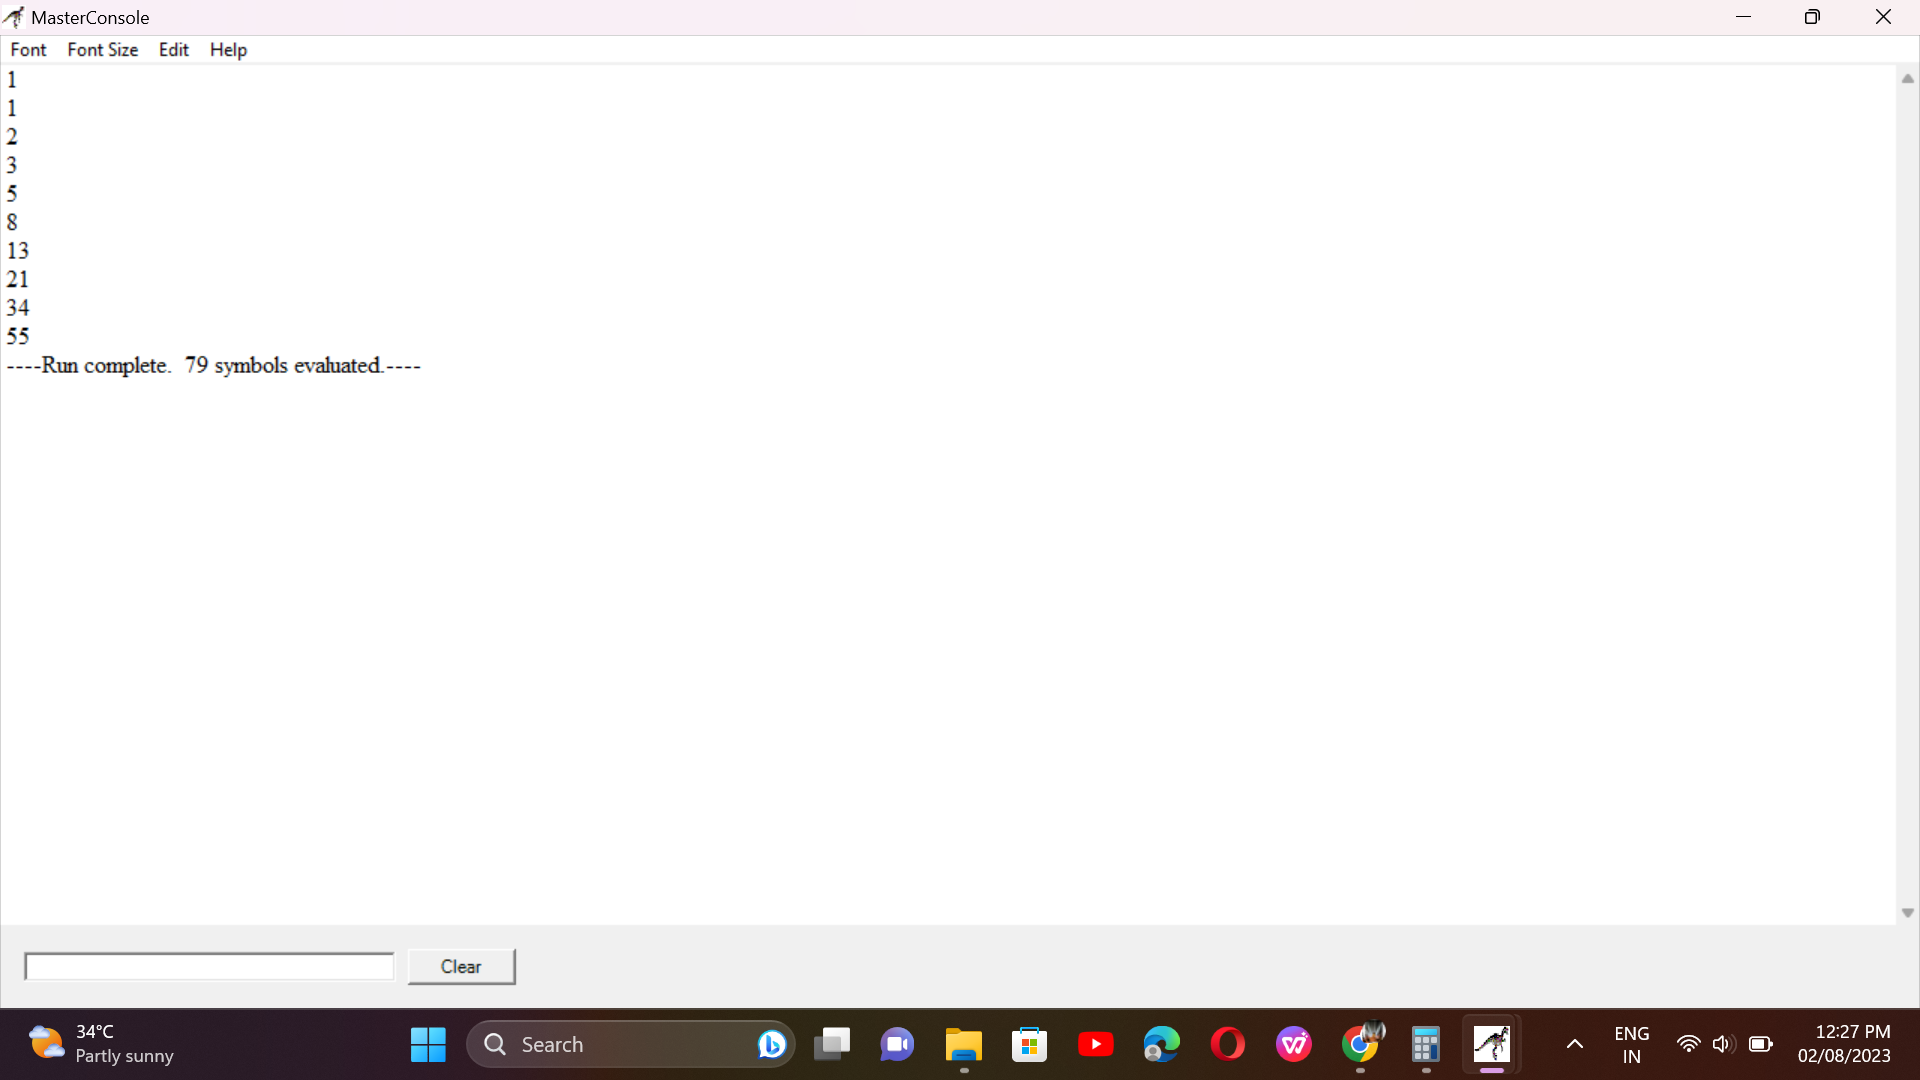 MasterConsole
Font Font Size Edit Help
1
1
2
3
5
8
13
21
34
55
----Run complete.  79 symbols evaluated.----
Clear
34°C
Partly sunny
Search
ENG
IN
12:27 PM
02/08/2023